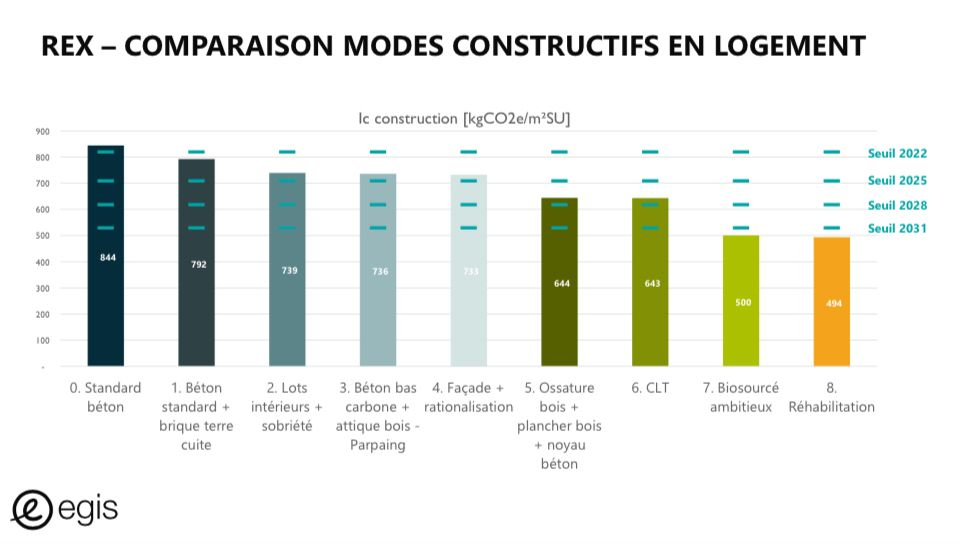 REX – COMPARAISON MODES CONSTRUCTIFS EN LOGEMENT
Ic construction [kgCO2e/m²SU]
900
800
700
600
500
400
300
200
100
-
Seuil 2022
Seuil 2025
Seuil 2028
Seuil 2031
844
792
739
736
733
644
643
500
494
0. Standard
béton
1. Béton
standard +
brique terre
cuite
2. Lots
intérieurs +
sobriété
3. Béton bas
carbone +
attique bois -
Parpaing
4. Façade +
rationalisation
5. Ossature
bois +
plancher bois
+ noyau
béton
6. CLT
7. Biosourcé
ambitieux
8.
Réhabilitation
egis